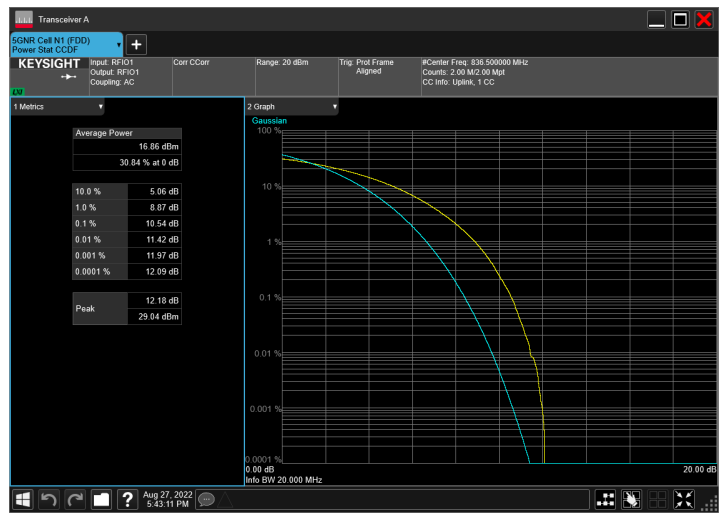 Transceiver A
5GNR Cell N1 (FDD)
Power Stat CCDF
KEYSIGHT
LXI
Input: RFIO1
Output: RFIO1
Coupling: AC
Corr CCorr
Range: 20 dBm
Trig: Prot Frame
Aligned
#Center Freq: 836.500000 MHz
Counts: 2.00 M/2.00 Mpt
CC Info: Uplink, 1 CC
1 Metrics
Average Power
16.86 dBm
30.84 % at 0 dB
10.0 % 5.06 dB
1.0 % 8.87 dB
0.1 % 10.54 dB
0.01 % 11.42 dB
0.001 % 11.97 dB
0.0001 % 12.09 dB
Peak
12.18 dB
29.04 dBm
2 Graph
Gaussian
100 %
10 %
1 %
0.1 %
0.01 %
0.001 %
0.0001 %
0.00 dB 20.00 dB
Info BW 20.000 MHz
?
Aug 27, 2022
5:43:11 PM